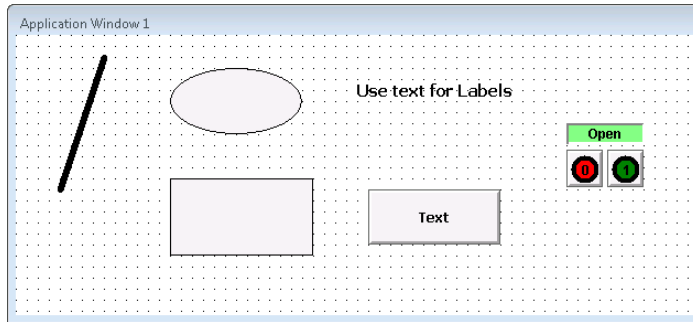 Application Window 1
Use text for Labels
Open
0 1
Text